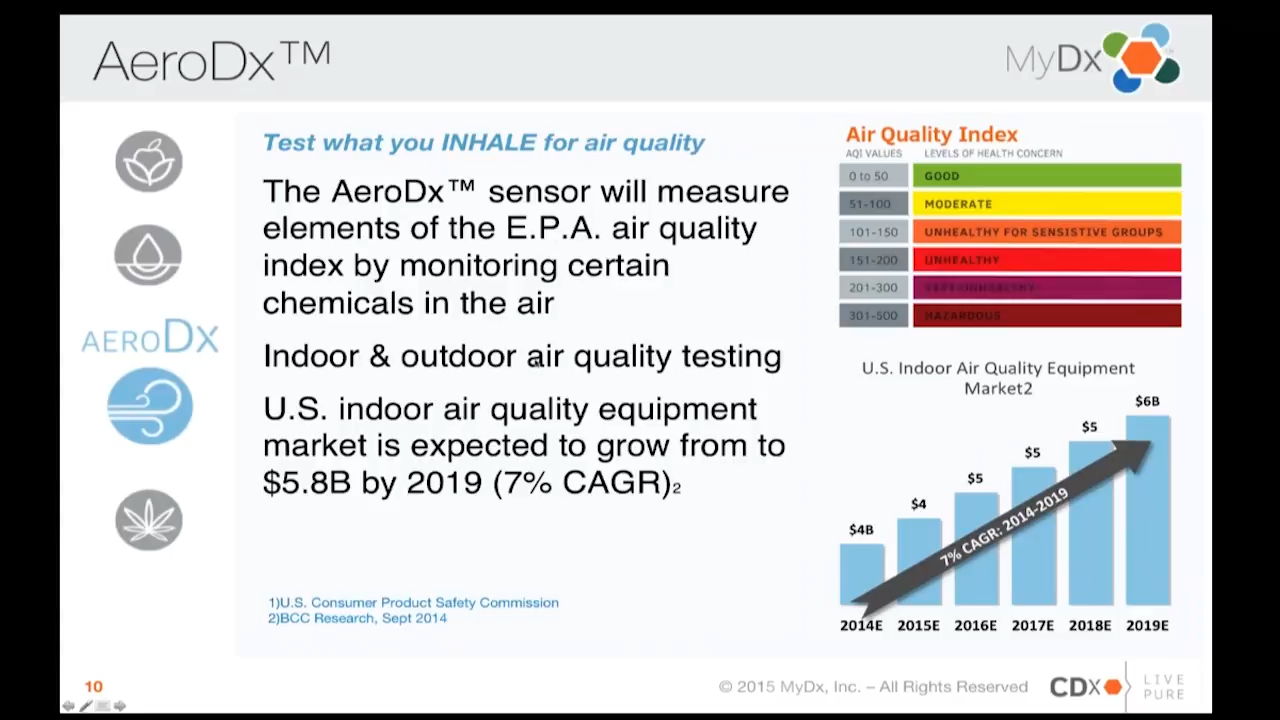 AeroDx™
MyDx
Test what you INHALE for air quality
The AeroDx™ sensor will measure
elements of the E.P.A. air quality
index by monitoring certain
chemicals in the air
Indoor & outdoor air quality testing
U.S. indoor air quality equipment
market is expected to grow from to
$5.8B by 2019 (7% CAGR)2
1)U.S. Consumer Product Safety Commission
2)BCC Research, Sept 2014
AERODX
Air Quality Index
AQI VALUES LEVELS OF HEALTH CONCERN
0 to 50 GOOD
51-100 MODERATE
101-150 UNHEALTHY FOR SENSISTIVE GROUPS
151-200 UNHEALTHY
201-300
301-500 HAZARDOUS
U.S. Indoor Air Quality Equipment
Market2
$4B $4 $5 $5 $5 $6B
7% CAGR: 2014-2019
2014E 2015E 2016E 2017E 2018E 2019E
10
© 2015 MyDx, Inc. – All Rights Reserved
CDx
LIVE
PURE